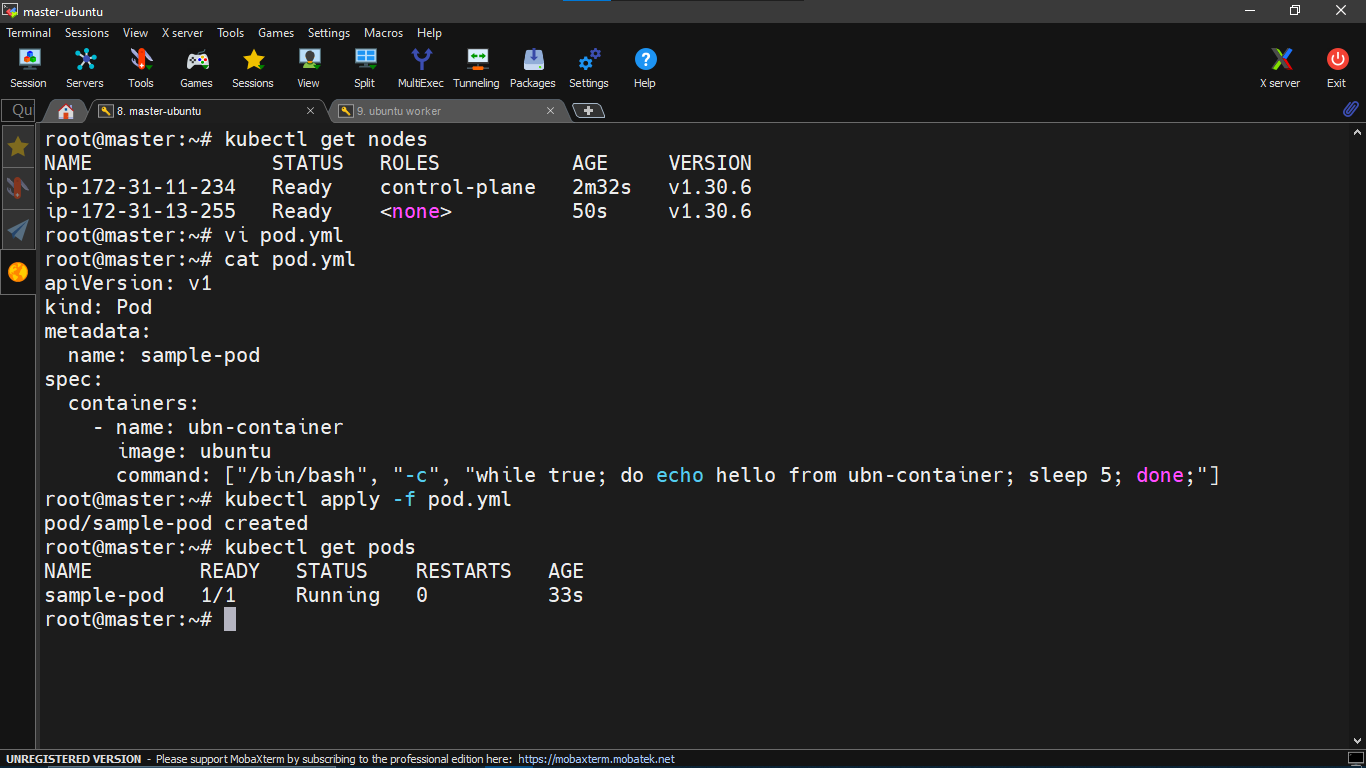 master-ubuntu
Terminal Sessions View X server Tools Games Settings Macros Help
Session Servers Tools Games Sessions View Split MultiExec Tunneling Packages Settings Help X server Exit
Qu 8. master-ubuntu 9. ubuntu worker
root@master:~# kubectl get nodes
NAME STATUS ROLES AGE VERSION
ip-172-31-11-234 Ready control-plane 2m32s v1.30.6
ip-172-31-13-255 Ready <none> 50s v1.30.6
root@master:~# vi pod.yml
root@master:~# cat pod.yml
apiVersion: v1
kind: Pod
metadata:
  name: sample-pod
spec:
  containers:
    - name: ubn-container
      image: ubuntu
      command: ["/bin/bash", "-c", "while true; do echo hello from ubn-container; sleep 5; done;"]
root@master:~# kubectl apply -f pod.yml
pod/sample-pod created
root@master:~# kubectl get pods
NAME READY STATUS RESTARTS AGE
sample-pod 1/1 Running 0 33s
root@master:~#
UNREGISTERED VERSION - Please support MobaXterm by subscribing to the professional edition here: https://mobaxterm.mobatek.net